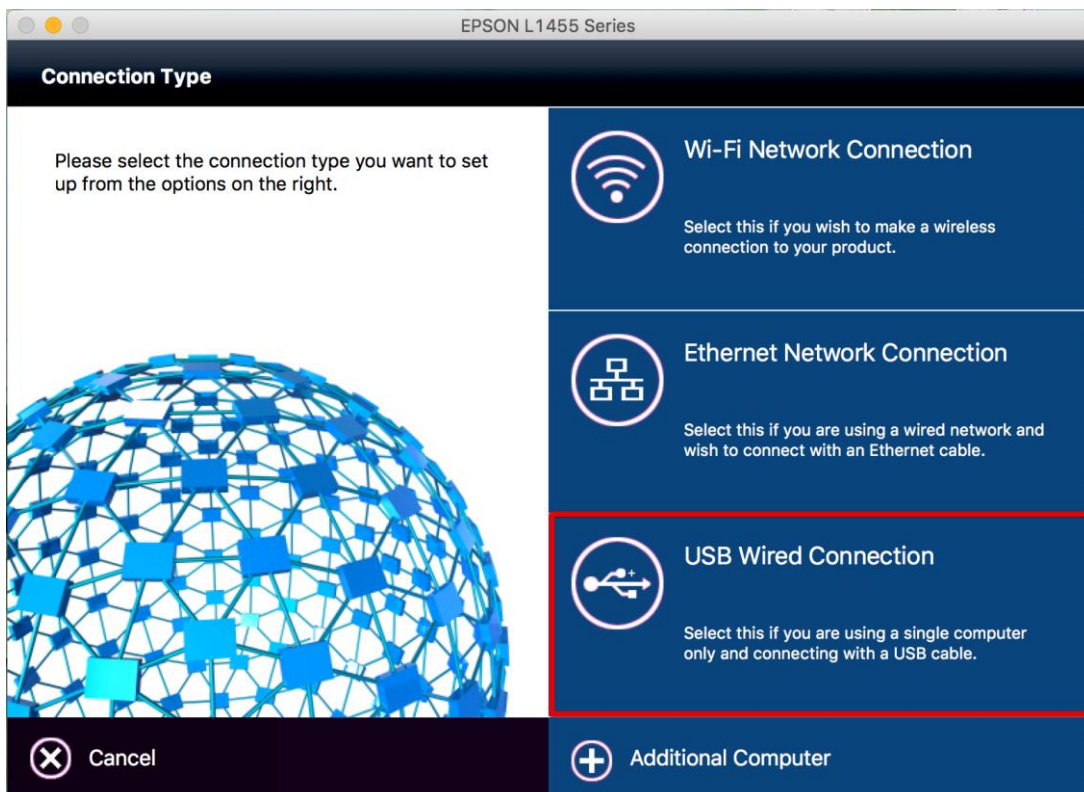 EPSON L1455 Series
Connection Type
Please select the connection type you want to set
up from the options on the right.
Wi-Fi Network Connection
Select this if you wish to make a wireless
connection to your product.
Ethernet Network Connection
Select this if you are using a wired network and
wish to connect with an Ethernet cable.
USB Wired Connection
Select this if you are using a single computer
only and connecting with a USB cable.
Cancel
Additional Computer